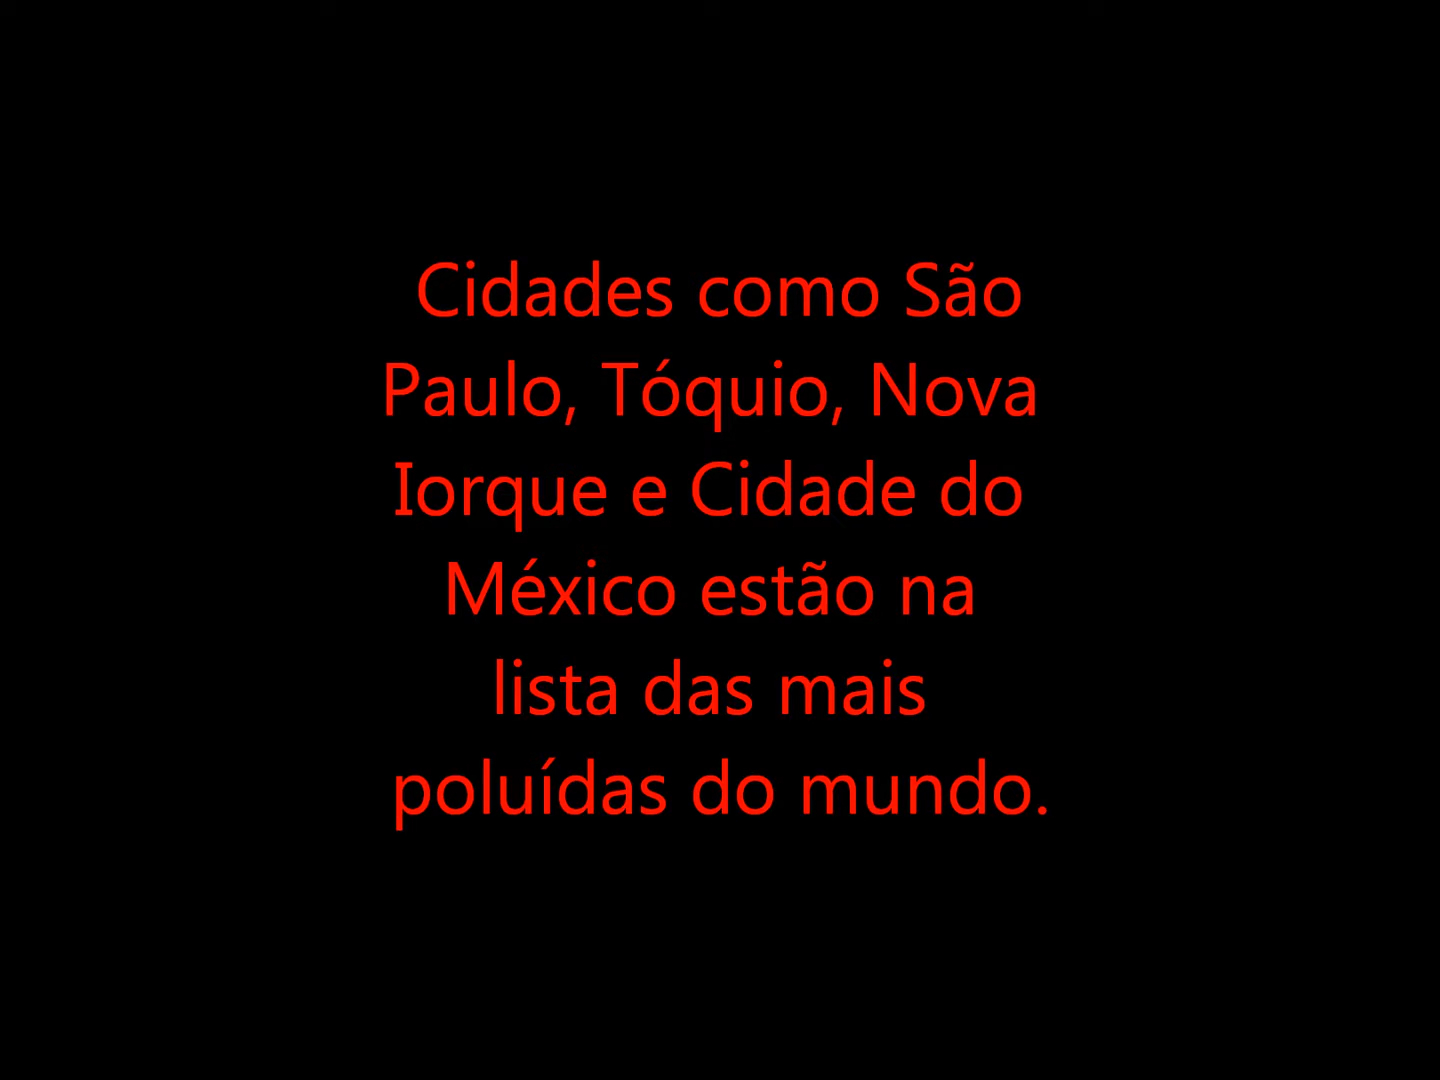 Cidades como São
Paulo, Tóquio, Nova
Iorque e Cidade do
México estão na
lista das mais
poluídas do mundo.